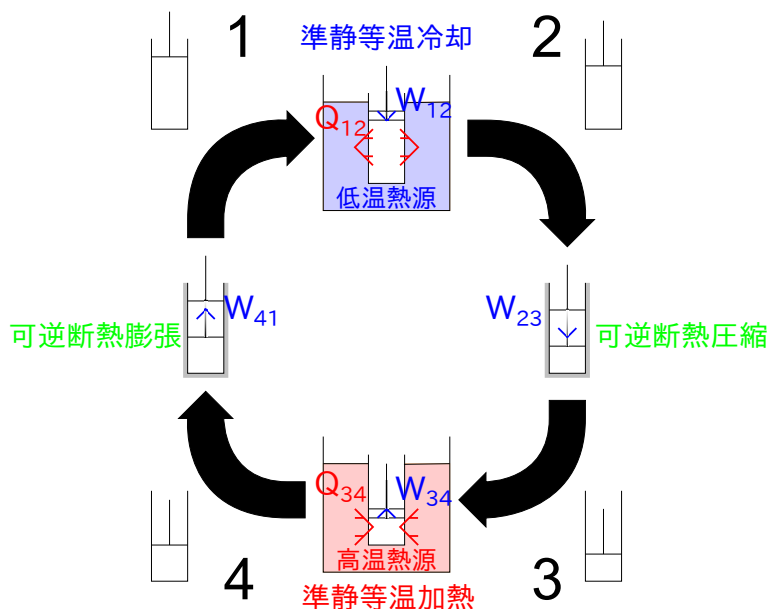 1
準静等温冷却
2
W12
Q12
低温熱源
W41
W23
可逆断熱膨張
可逆断熱圧縮
Q34
W34
高温熱源
4
準静等温加熱
3